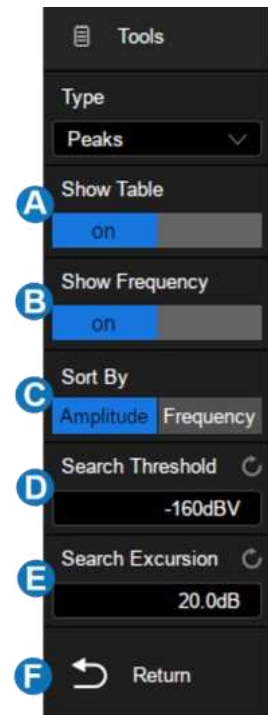 Tools
Type
Peaks
A
Show Table
on
B
Show Frequency
on
C
Sort By
Amplitude Frequency
D
Search Threshold
-160dBV
E
Search Excursion
20.0dB
F
Return